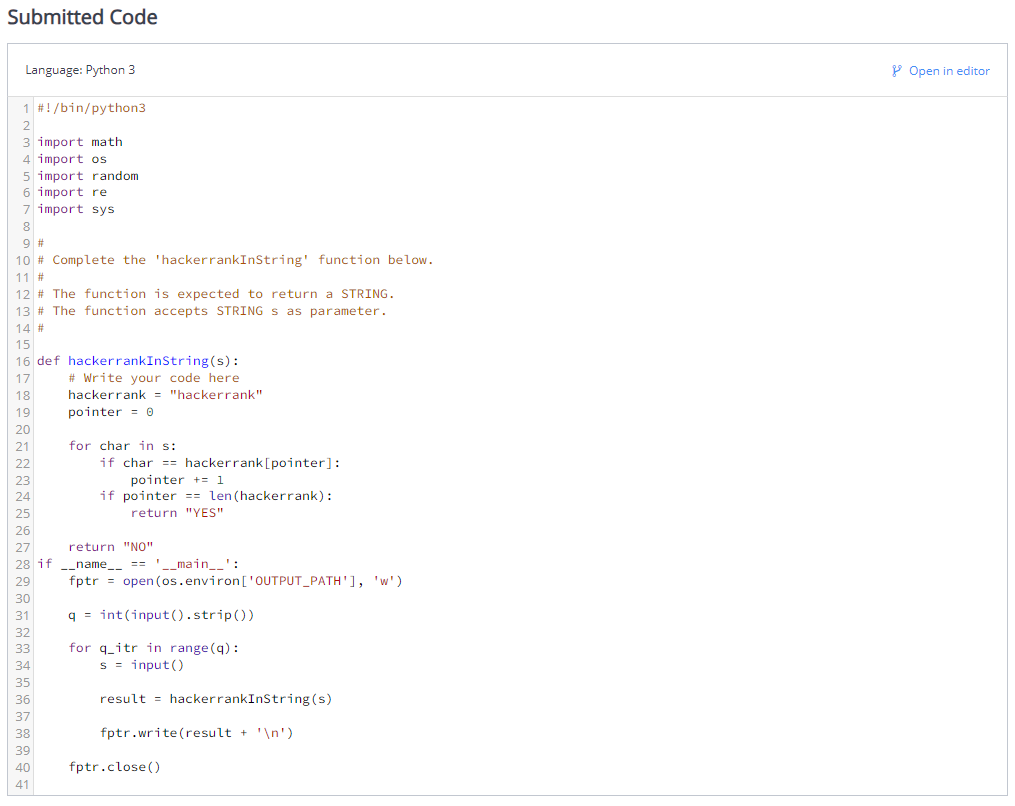 Submitted Code
Language: Python 3
Open in editor
1 #!/bin/python3
2
3 import math
4 import os
5 import random
6 import re
7 import sys
8
9 #
10 # Complete the 'hackerrankInString' function below.
11 #
12 # The function is expected to return a STRING.
13 # The function accepts STRING s as parameter.
14 #
15
16 def hackerrankInString(s):
17     # Write your code here
18     hackerrank = "hackerrank"
19     pointer = 0
20
21     for char in s:
22         if char == hackerrank[pointer]:
23             pointer += 1
24         if pointer == len(hackerrank):
25             return "YES"
26
27     return "NO"
28 if __name__ == '__main__':
29     fptr = open(os.environ['OUTPUT_PATH'], 'w')
30
31     q = int(input().strip())
32
33     for q_itr in range(q):
34         s = input()
35
36         result = hackerrankInString(s)
37
38         fptr.write(result + '\n')
39
40     fptr.close()
41